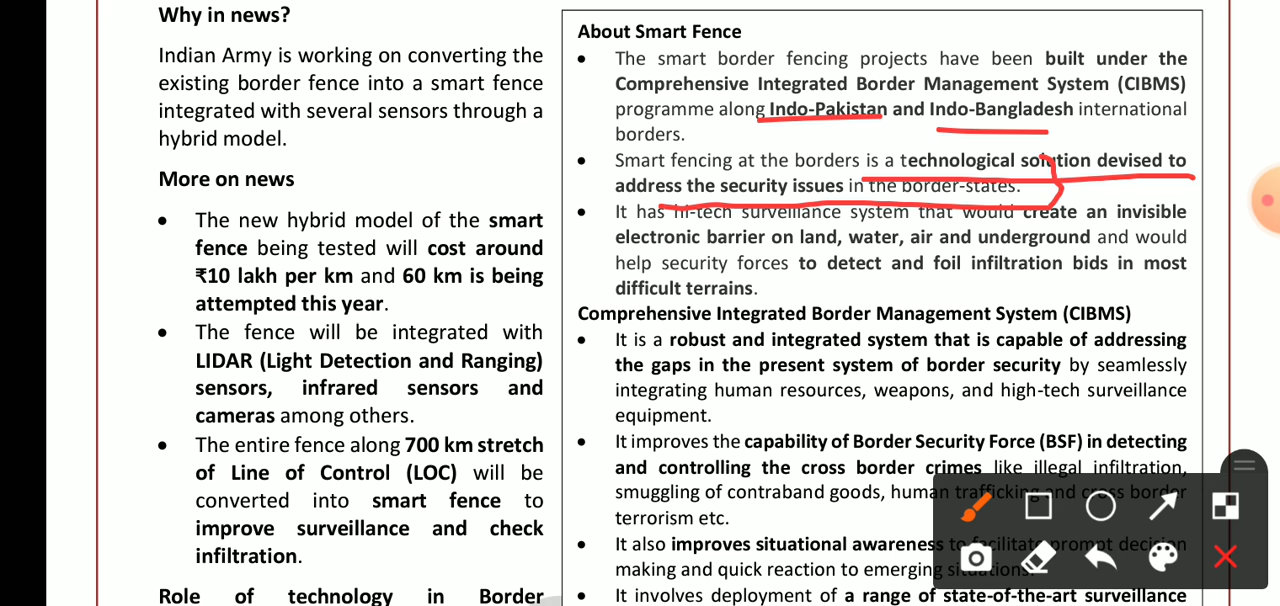 Why in news?
Indian Army is working on converting the
existing border fence into a smart fence
integrated with several sensors through a
hybrid model.
More on news
• The new hybrid model of the smart
fence being tested will cost around
₹10 lakh per km and 60 km is being
attempted this year.
• The fence will be integrated with
LIDAR (Light Detection and Ranging)
sensors, infrared sensors and
cameras among others.
• The entire fence along 700 km stretch
of Line of Control (LOC) will be
converted into smart fence to
improve surveillance and check
infiltration.
Role of technology in Border
About Smart Fence
• The smart border fencing projects have been built under the
Comprehensive Integrated Border Management System (CIBMS)
programme along Indo-Pakistan and Indo-Bangladesh international
borders.
• Smart fencing at the borders is a technological solution devised to
address the security issues in the border-states.
• It has hi-tech surveillance system that would create an invisible
electronic barrier on land, water, air and underground and would
help security forces to detect and foil infiltration bids in most
difficult terrains.
Comprehensive Integrated Border Management System (CIBMS)
• It is a robust and integrated system that is capable of addressing
the gaps in the present system of border security by seamlessly
integrating human resources, weapons, and high-tech surveillance
equipment.
• It improves the capability of Border Security Force (BSF) in detecting
and controlling the cross border crimes like illegal infiltration,
smuggling of contraband goods, human trafficking and cross border
terrorism etc.
• It also improves situational awareness to facilitate prompt decision
making and quick reaction to emerging situations.
• It involves deployment of a range of state-of-the-art surveillance